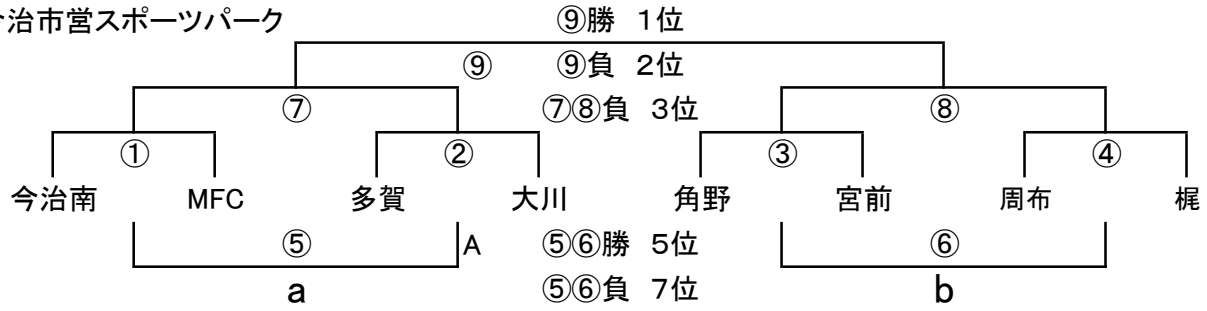 治市営スポーツパーク ⑨勝 1位
⑨ ⑨負 2位
⑦ ⑦⑧負 3位 ⑧
① ② ③ ④
今治南 MFC 多賀 大川 角野 宮前 周布 梶
⑤ A ⑤⑥勝 5位 ⑥
a ⑤⑥負 7位 b